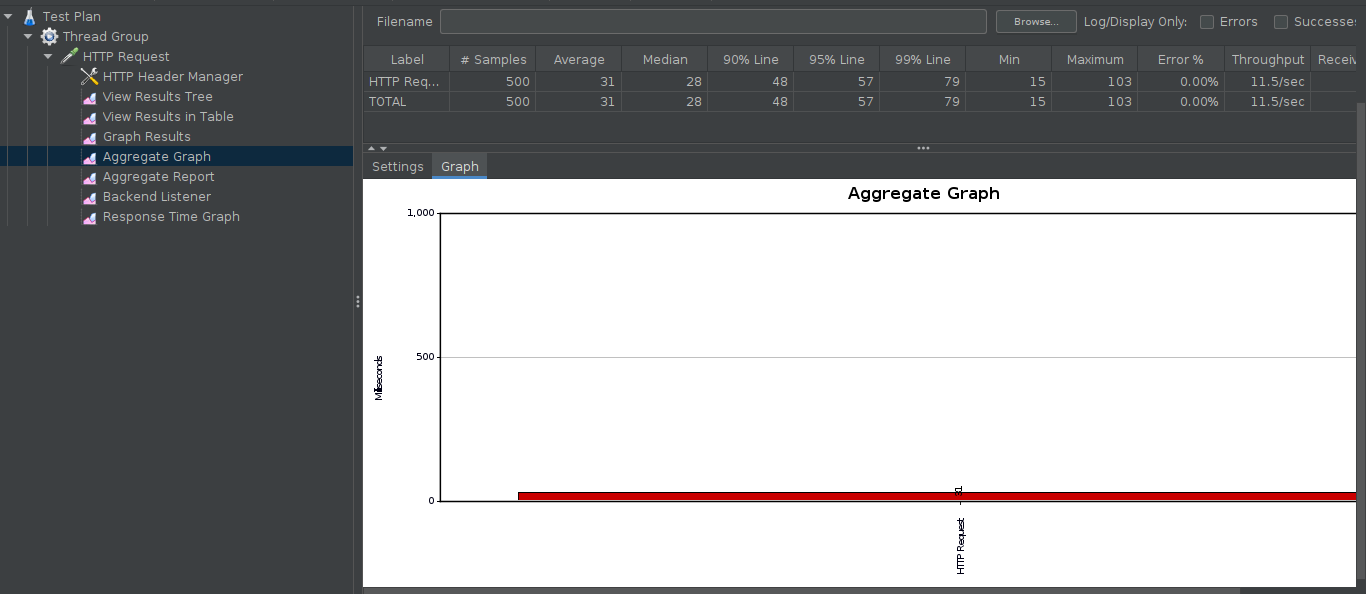 Test Plan
Thread Group
HTTP Request
HTTP Header Manager
View Results Tree
View Results in Table
Graph Results
Aggregate Graph
Aggregate Report
Backend Listener
Response Time Graph
Filename Browse... Log/Display Only: Errors Successes
Label # Samples Average Median 90% Line 95% Line 99% Line Min Maximum Error % Throughput Receiv
HTTP Req... 500 31 28 48 57 79 15 103 0.00% 11.5/sec
TOTAL 500 31 28 48 57 79 15 103 0.00% 11.5/sec
Settings Graph
Aggregate Graph
1,000
500
0
Milliseconds
31
HTTP Request